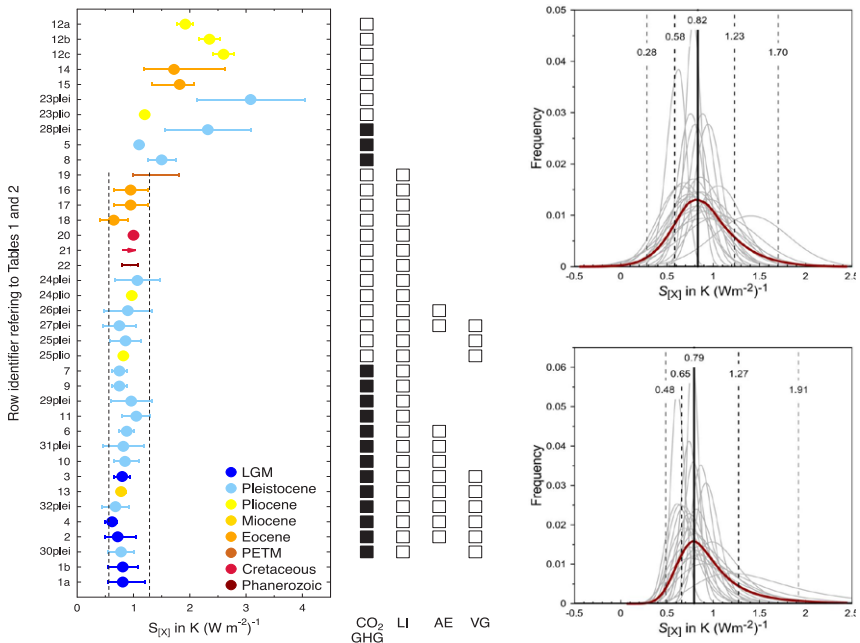 Row identifier refering to Tables 1 and 2
12a
12b
12c
14
15
23plei
23plio
28plei
5
8
19
16
17
18
20
21
22
24plei
24plio
26plei
27plei
25plei
25plio
7
9
29plei
11
6
31plei
10
3
13
32plei
4
2
30plei
1b
1a
LGM
Pleistocene
Pliocene
Miocene
Eocene
PETM
Cretaceous
Phanerozoic
0 1 2 3 4
S[X] in K (W m-2)-1
CO2 LI AE VG
GHG
0.82
0.58 1.23
0.28 1.70
Frequency
0.05
0.04
0.03
0.02
0.01
0
-0.5 0 0.5 1 1.5 2 2.5
S[X] in K (Wm-2)-1
0.79
0.65 1.27
0.48 1.91
Frequency
0.06
0.05
0.04
0.03
0.02
0.01
0
-0.5 0 0.5 1 1.5 2 2.5
S[X] in K (Wm-2)-1